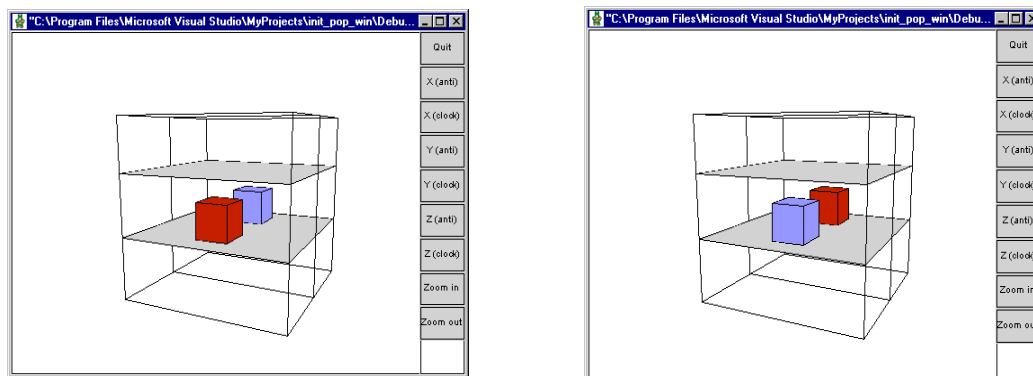 "C:\Program Files\Microsoft Visual Studio\MyProjects\init_pop_win\Debu...
Quit
X (anti)
X (clock)
Y (anti)
Y (clock)
Z (anti)
Z (clock)
Zoom in
Zoom out
"C:\Program Files\Microsoft Visual Studio\MyProjects\init_pop_win\Debu...
Quit
X (anti)
X (clock)
Y (anti)
Y (clock)
Z (anti)
Z (clock)
Zoom in
Zoom ou